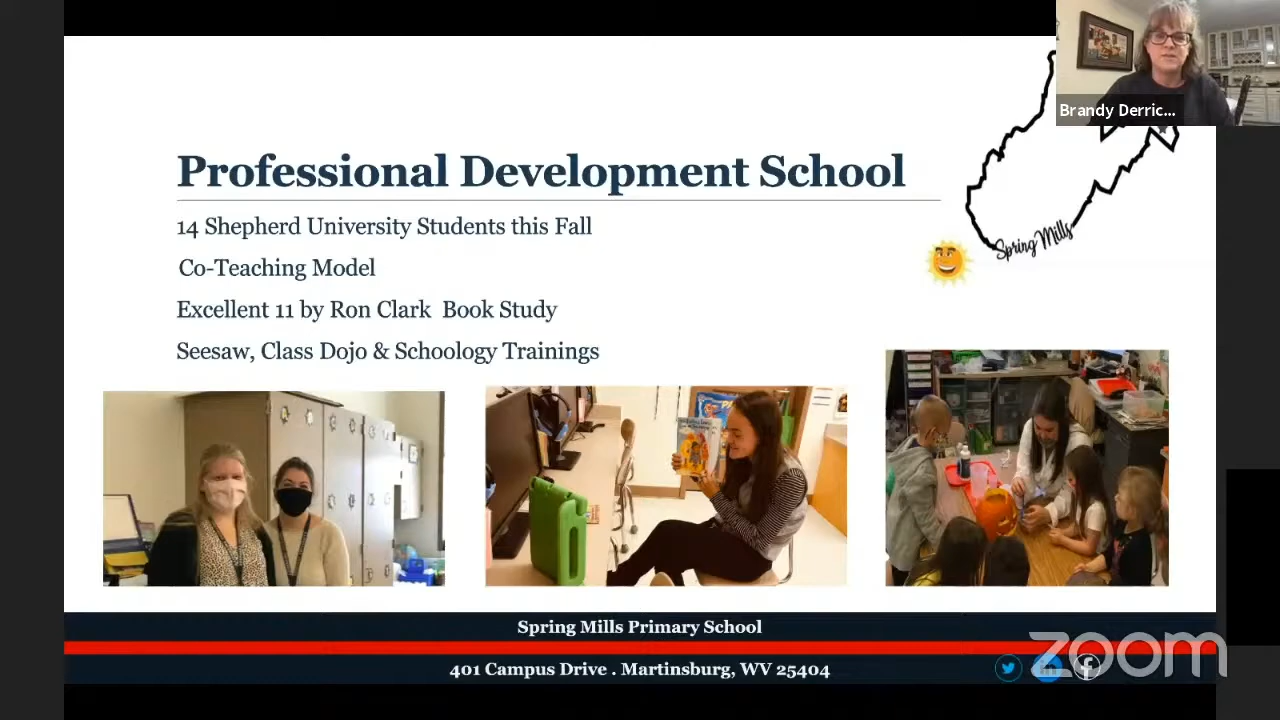 Brandy Derric...
Professional Development School
14 Shepherd University Students this Fall
Co-Teaching Model
Excellent 11 by Ron Clark Book Study
Seesaw, Class Dojo & Schoology Trainings
Spring Mills
Spring Mills Primary School
401 Campus Drive . Martinsburg, WV 25404
zoom